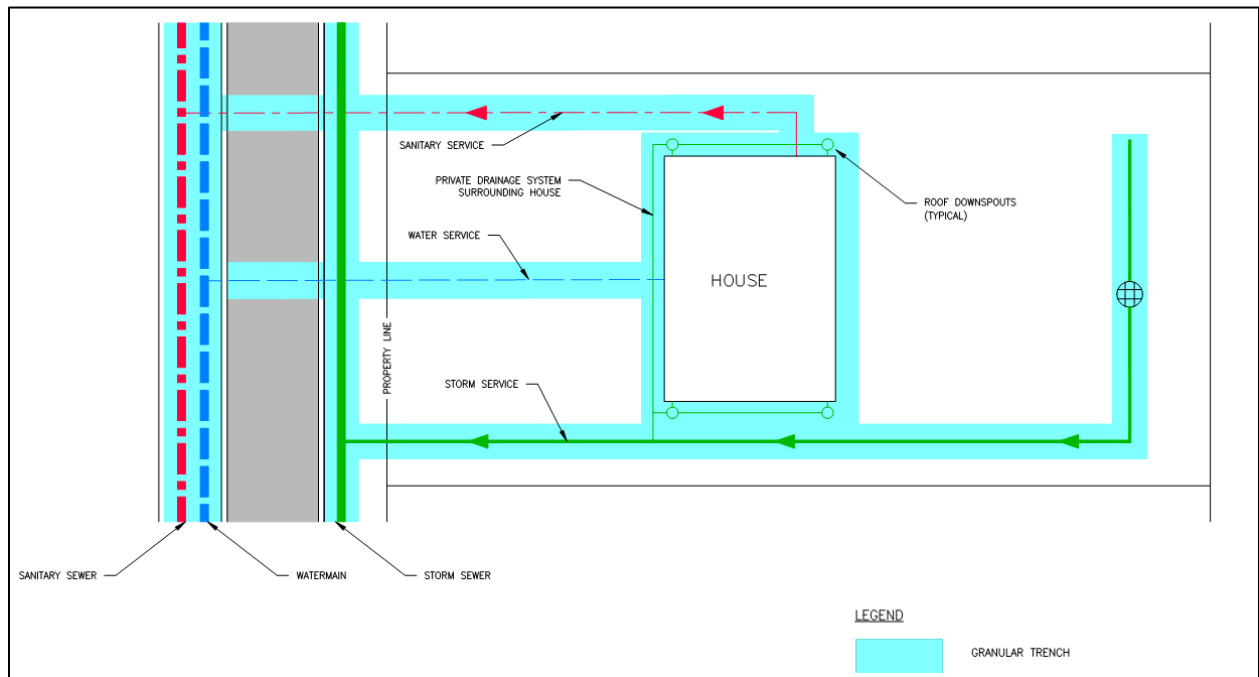 SANITARY SERVICE
PRIVATE DRAINAGE SYSTEM
SURROUNDING HOUSE
ROOF DOWNSPOUTS
(TYPICAL)
WATER SERVICE
HOUSE
PROPERTY LINE
STORM SERVICE
SANITARY SEWER
WATERMAIN
STORM SEWER
LEGEND
GRANULAR TRENCH